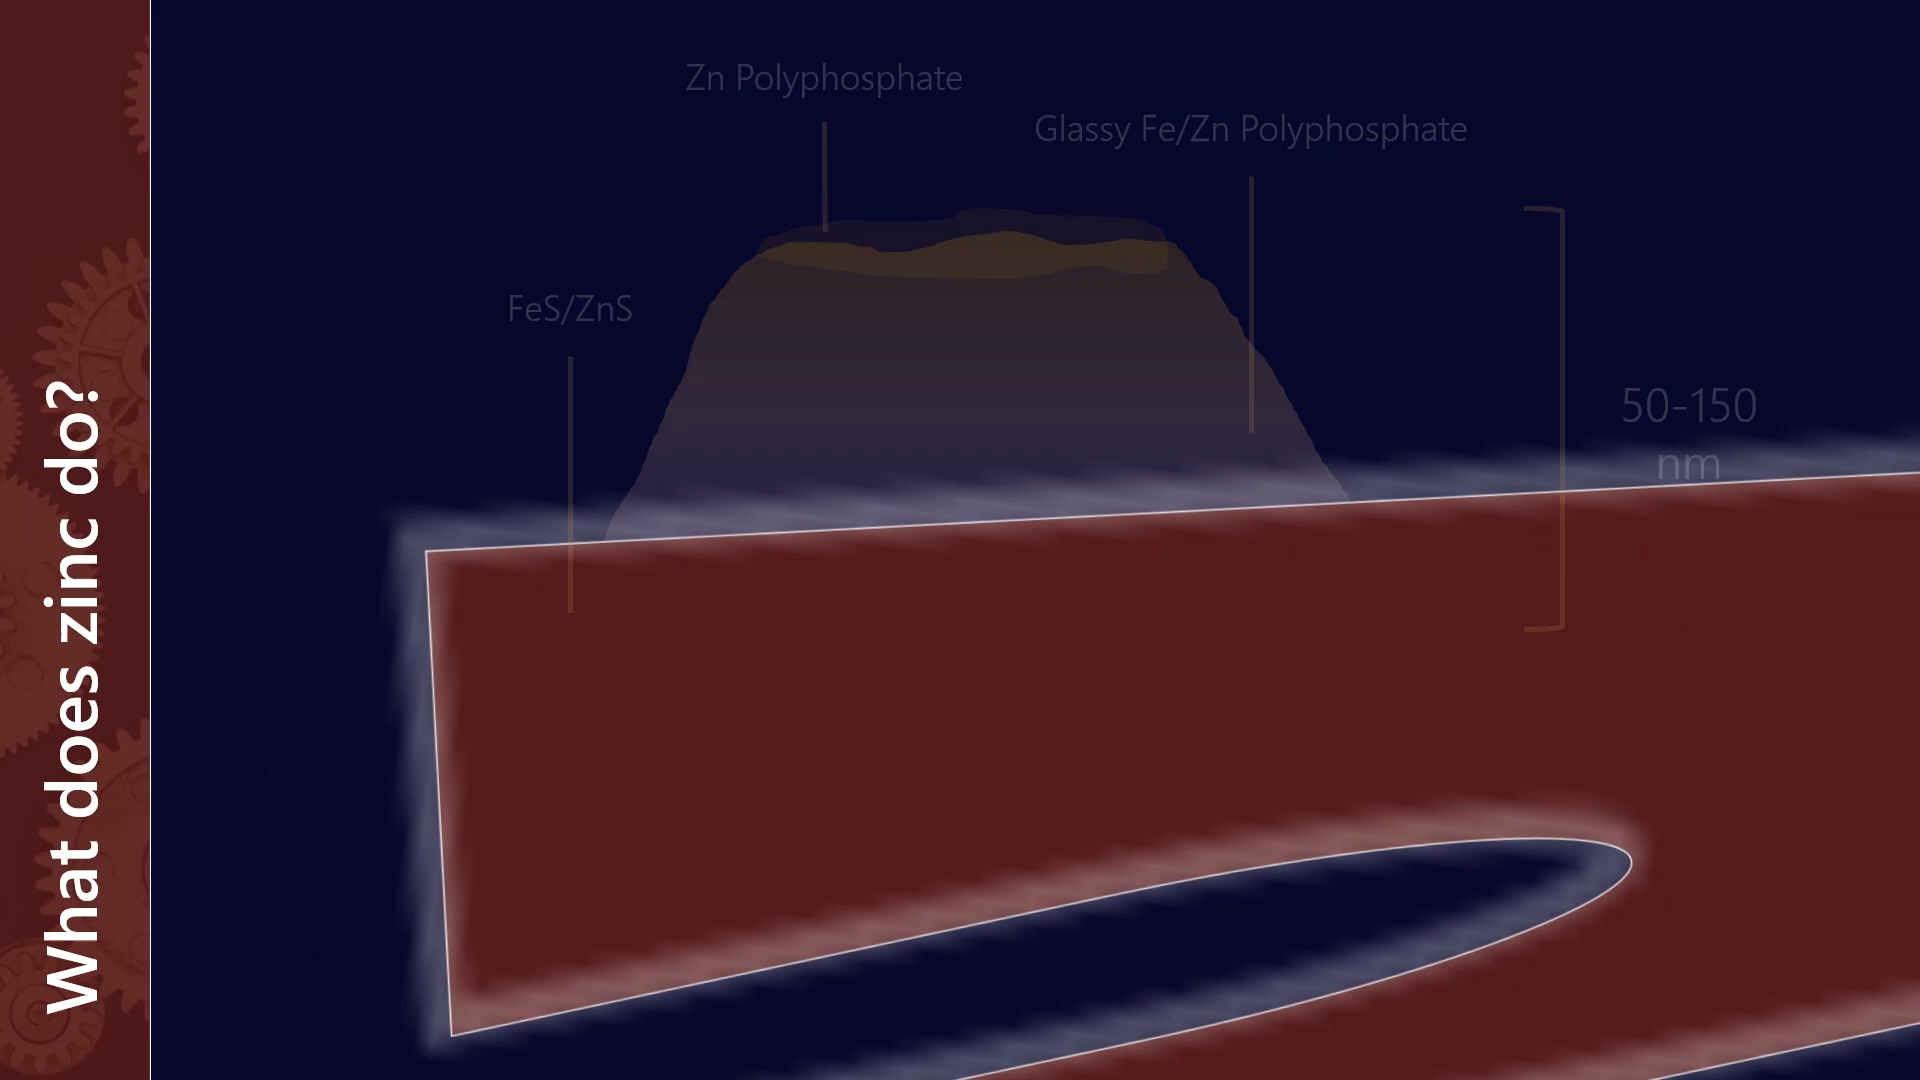 What does zinc do?
Zn Polyphosphate
Glassy Fe/Zn Polyphosphate
FeS/ZnS
50-150
nm